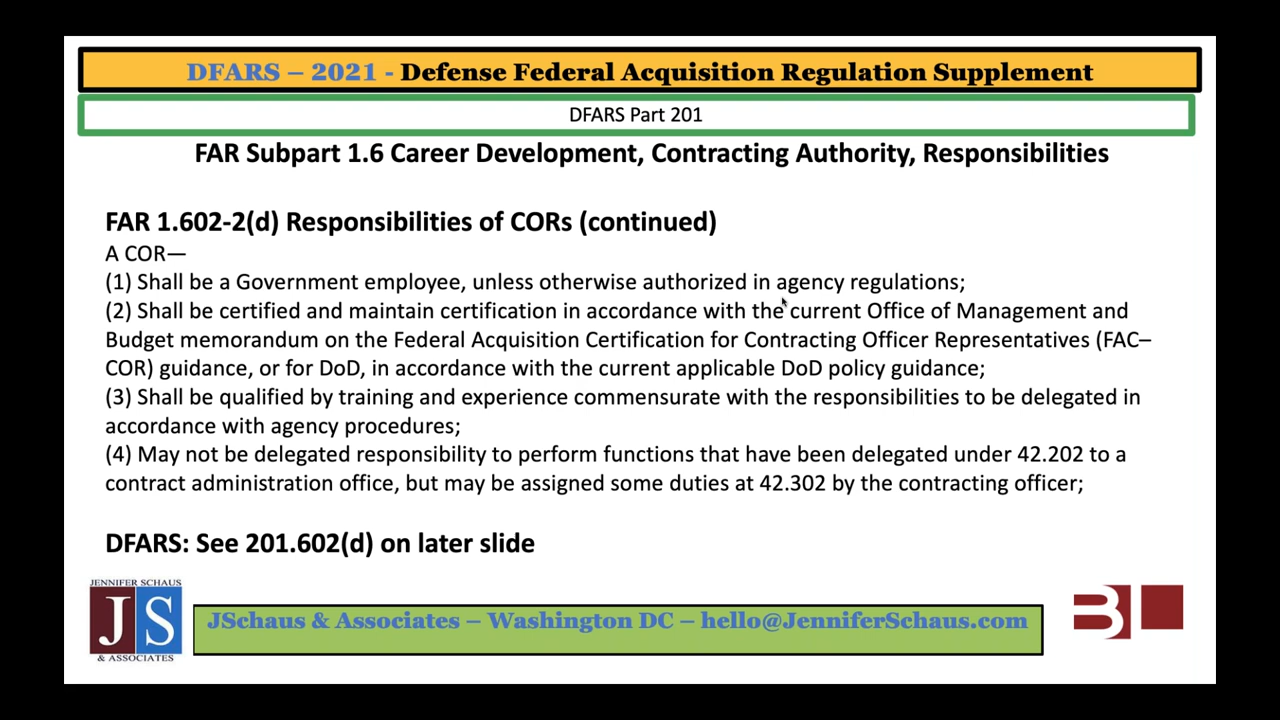 DFARS – 2021 - Defense Federal Acquisition Regulation Supplement
DFARS Part 201
FAR Subpart 1.6 Career Development, Contracting Authority, Responsibilities
FAR 1.602-2(d) Responsibilities of CORs (continued)
A COR—
(1) Shall be a Government employee, unless otherwise authorized in agency regulations;
(2) Shall be certified and maintain certification in accordance with the current Office of Management and
Budget memorandum on the Federal Acquisition Certification for Contracting Officer Representatives (FAC–
COR) guidance, or for DoD, in accordance with the current applicable DoD policy guidance;
(3) Shall be qualified by training and experience commensurate with the responsibilities to be delegated in
accordance with agency procedures;
(4) May not be delegated responsibility to perform functions that have been delegated under 42.202 to a
contract administration office, but may be assigned some duties at 42.302 by the contracting officer;
DFARS: See 201.602(d) on later slide
JENNIFER SCHAUS
JS
& ASSOCIATES
JSchaus & Associates – Washington DC – hello@JenniferSchaus.com
B